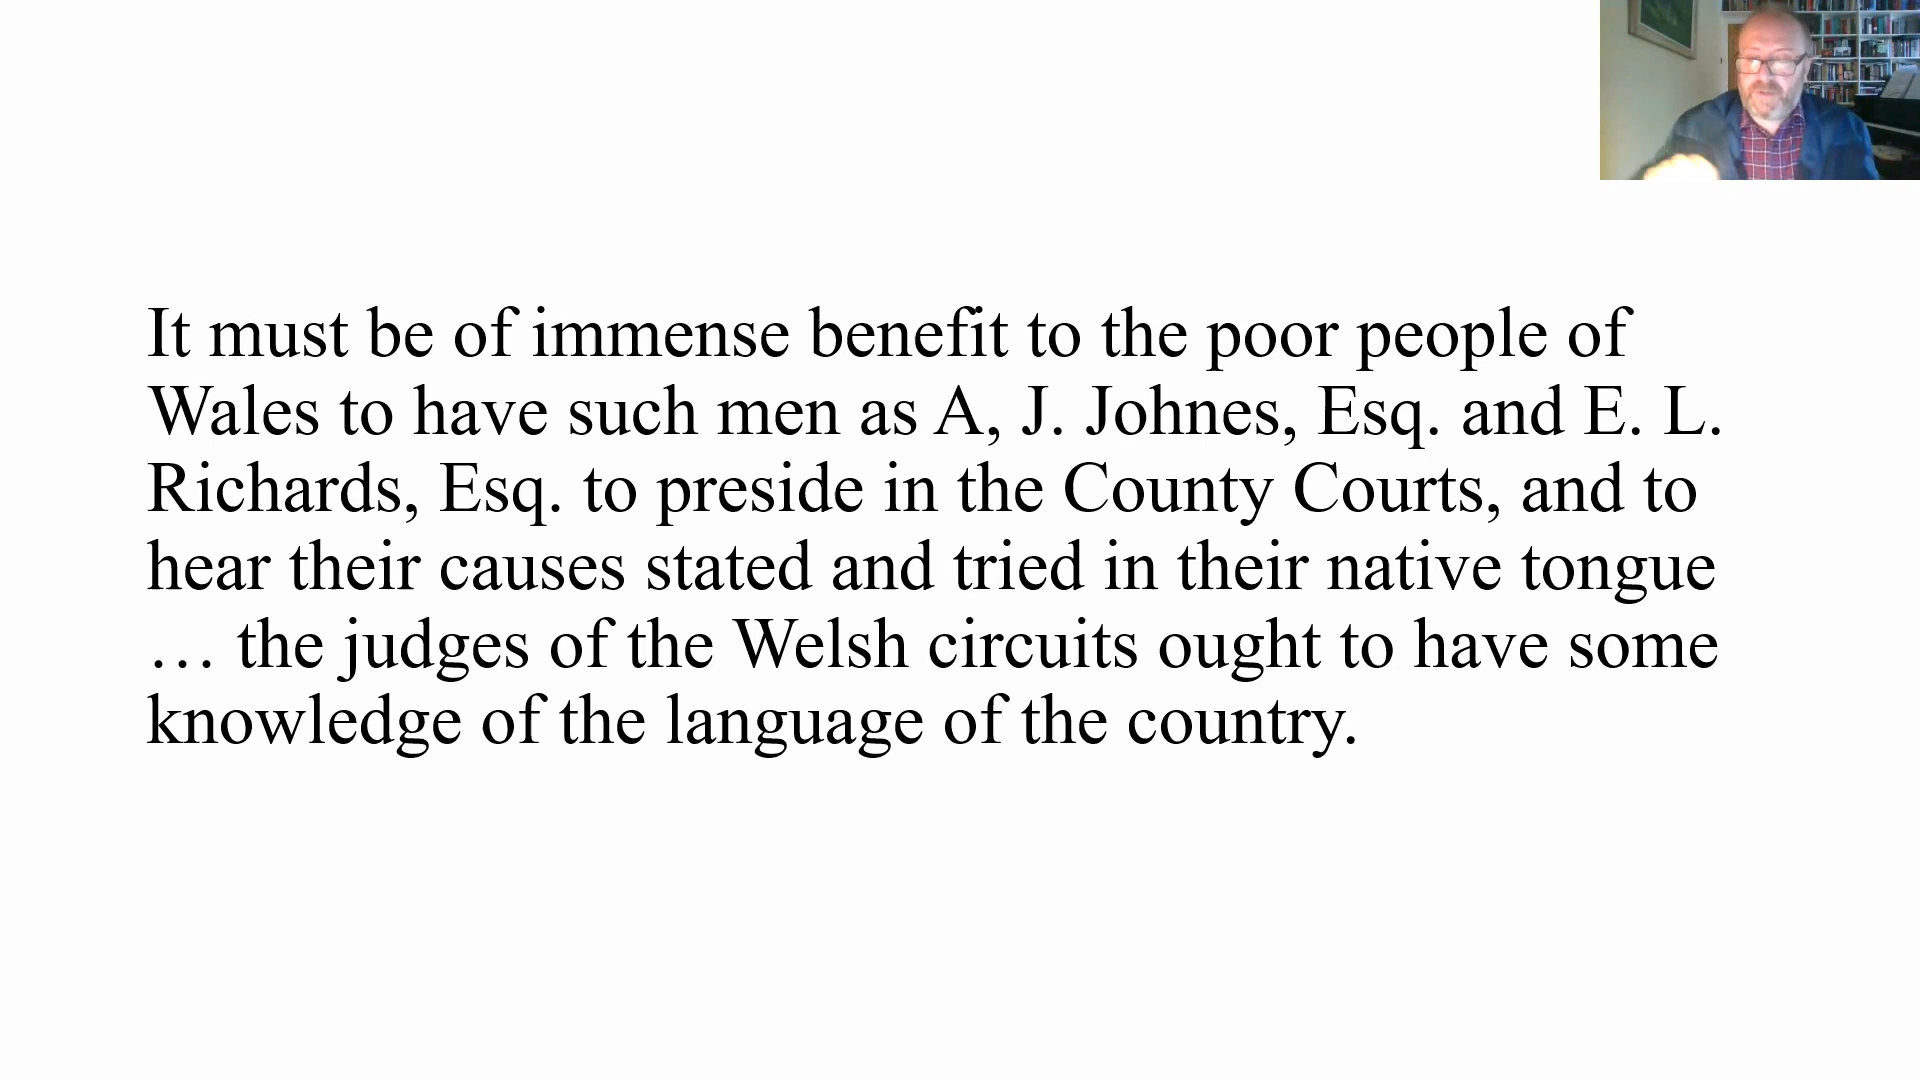 It must be of immense benefit to the poor people of
Wales to have such men as A, J. Johnes, Esq. and E. L.
Richards, Esq. to preside in the County Courts, and to
hear their causes stated and tried in their native tongue
… the judges of the Welsh circuits ought to have some
knowledge of the language of the country.